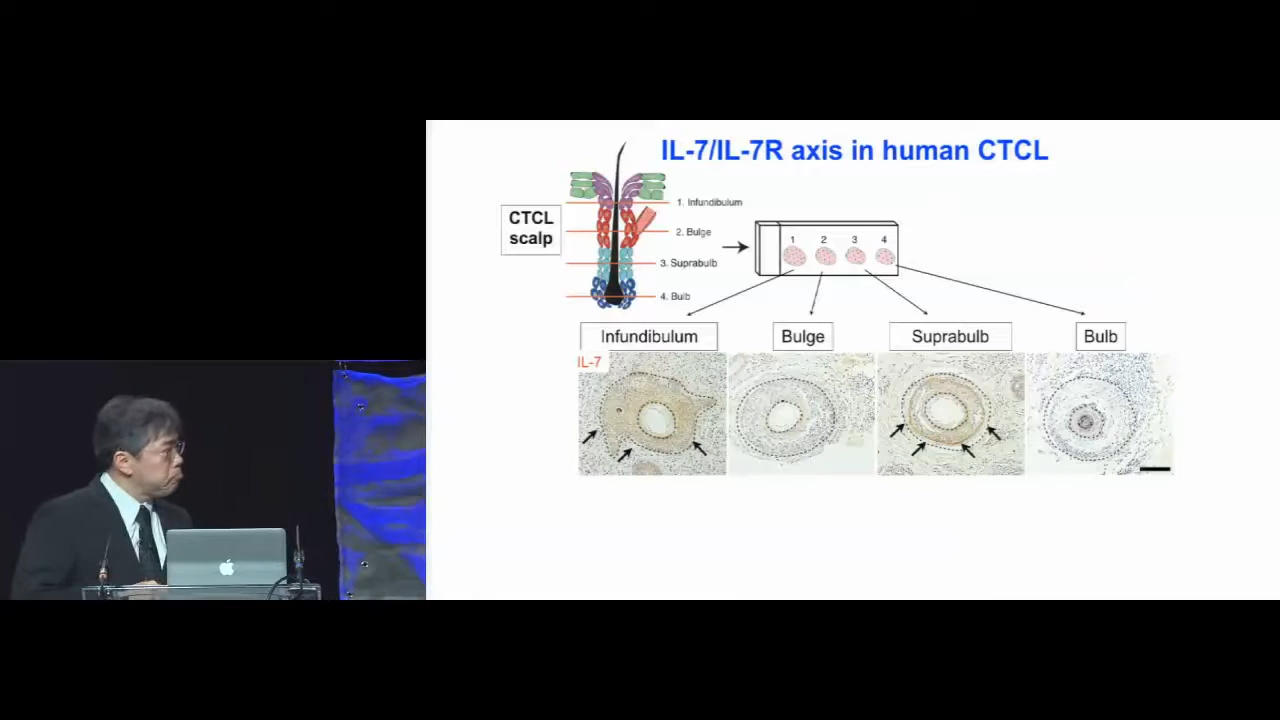 IL-7/IL-7R axis in human CTCL
CTCL
scalp
1. Infundibulum
2. Bulge
3. Suprabulb
4. Bulb
1 2 3 4
Infundibulum
Bulge
Suprabulb
Bulb
IL-7